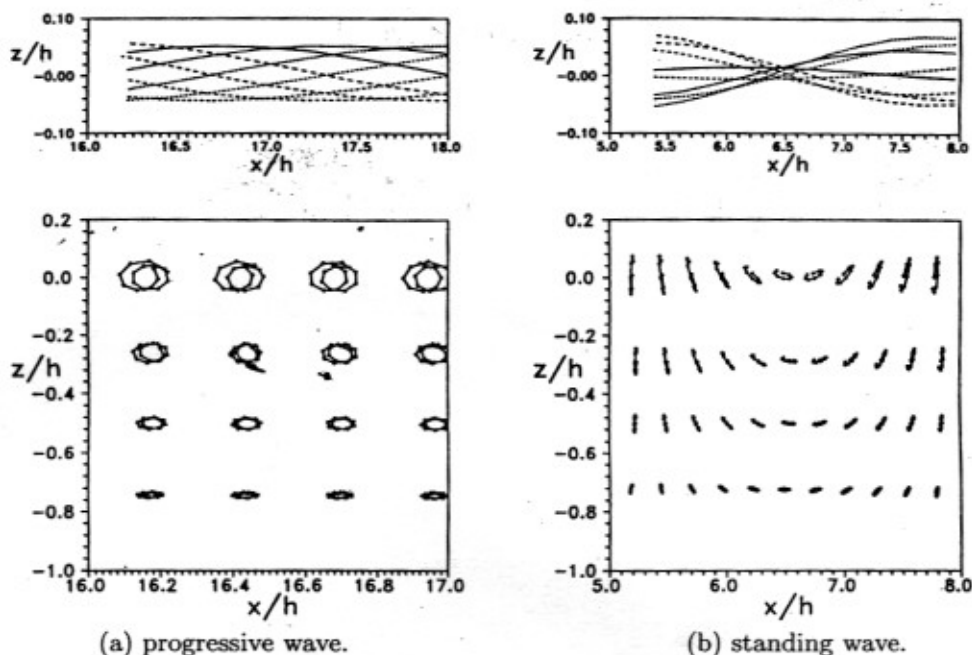 0.10
z/h
-0.00
-0.10
16.0 16.5 17.0 17.5 18.0
x/h
0.10
z/h
-0.00
-0.10
5.0 5.5 6.0 6.5 7.0 7.5 8.0
x/h
0.2
0.0
-0.2
z/h
-0.4
-0.6
-0.8
-1.0
16.0 16.2 16.4 16.6 16.8 17.0
x/h
(a) progressive wave.
0.2
0.0
-0.2
z/h
-0.4
-0.6
-0.8
-1.0
5.0 6.0 7.0 8.0
x/h
(b) standing wave.